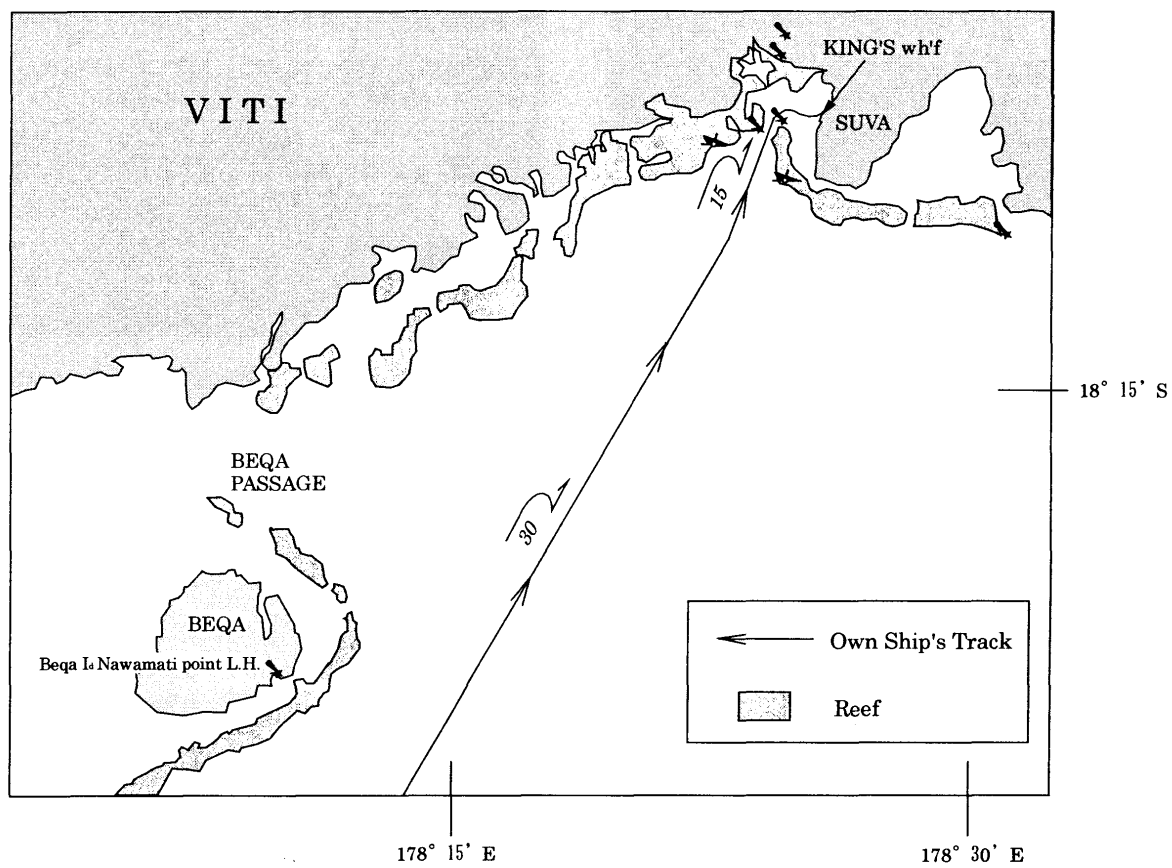 KING'S wh'f
VITI
SUVA
15
18° 15' S
BEQA
PASSAGE
30
BEQA
Beqa I. Nawamati point L.H.
Own Ship's Track
Reef
178° 15' E
178° 30' E